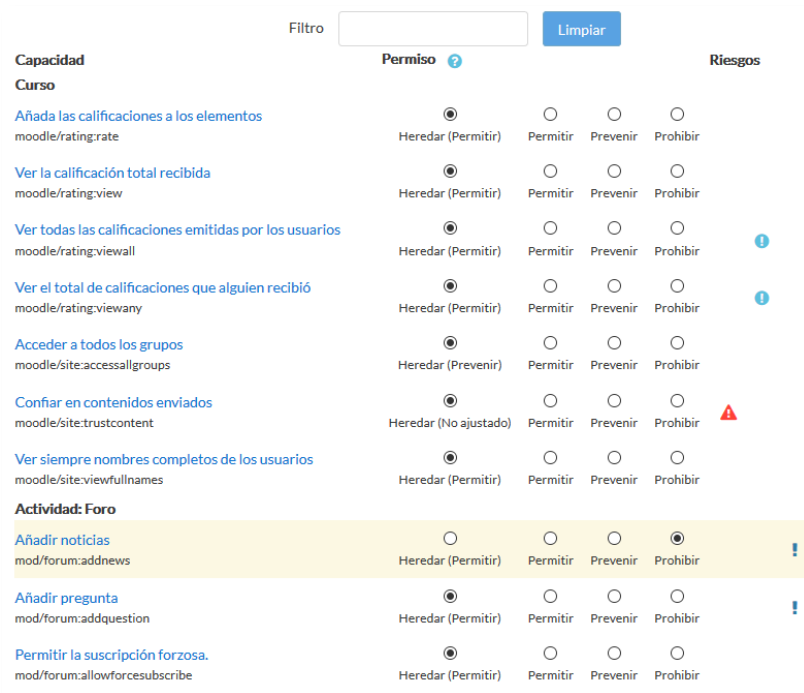 Filtro Limpiar
Capacidad Permiso ? Riesgos
Curso
Añada las calificaciones a los elementos
moodle/rating:rate Heredar (Permitir) Permitir Prevenir Prohibir
Ver la calificación total recibida
moodle/rating:view Heredar (Permitir) Permitir Prevenir Prohibir
Ver todas las calificaciones emitidas por los usuarios
moodle/rating:viewall Heredar (Permitir) Permitir Prevenir Prohibir
Ver el total de calificaciones que alguien recibió
moodle/rating:viewany Heredar (Permitir) Permitir Prevenir Prohibir
Acceder a todos los grupos
moodle/site:accessallgroups Heredar (Prevenir) Permitir Prevenir Prohibir
Confiar en contenidos enviados
moodle/site:trustcontent Heredar (No ajustado) Permitir Prevenir Prohibir
Ver siempre nombres completos de los usuarios
moodle/site:viewfullnames Heredar (Permitir) Permitir Prevenir Prohibir
Actividad: Foro
Añadir noticias
mod/forum:addnews Heredar (Permitir) Permitir Prevenir Prohibir
Añadir pregunta
mod/forum:addquestion Heredar (Permitir) Permitir Prevenir Prohibir
Permitir la suscripción forzosa.
mod/forum:allowforcesubscribe Heredar (Permitir) Permitir Prevenir Prohibir